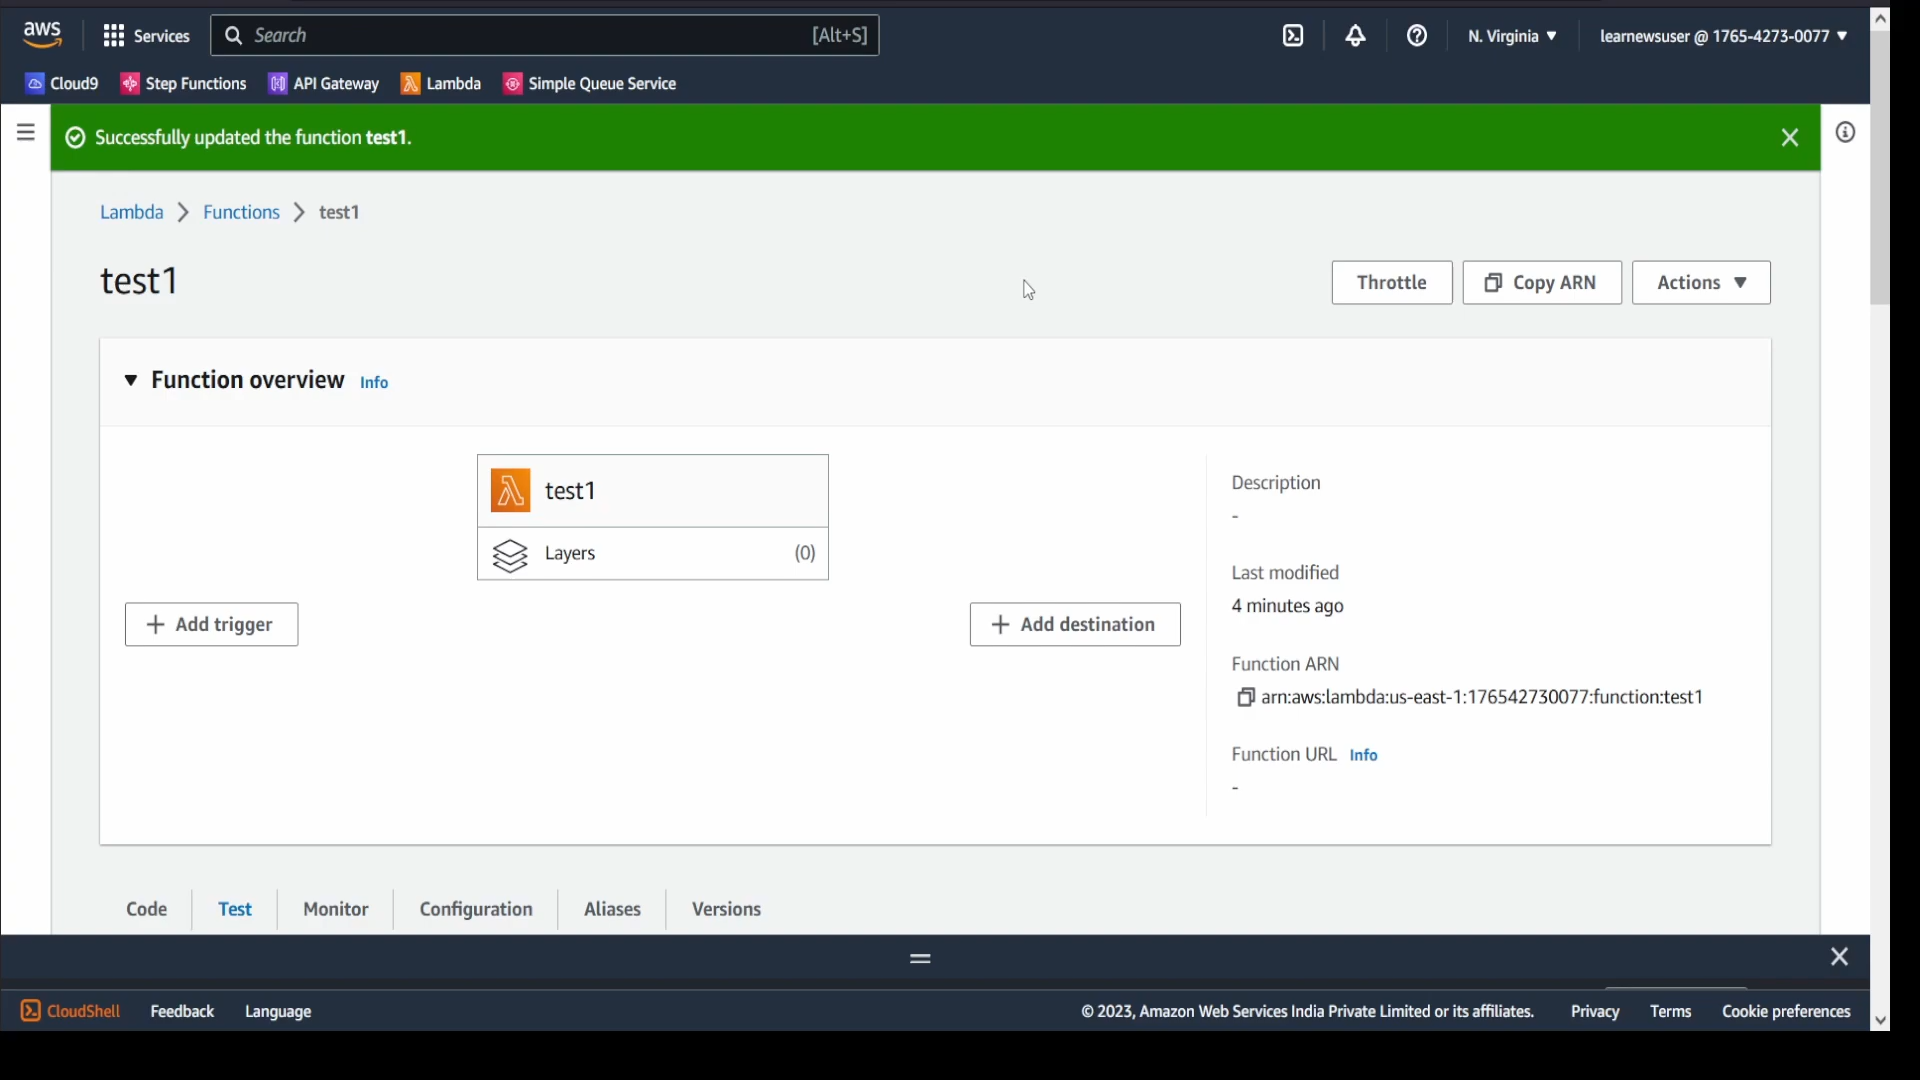 aws
Services
Search
[Alt+S]
N. Virginia ▼
learnewsuser @ 1765-4273-0077 ▼
Cloud9
Step Functions
API Gateway
Lambda
Simple Queue Service
Successfully updated the function test1.
Lambda > Functions > test1
test1
Throttle
Copy ARN
Actions ▼
▼ Function overview Info
test1
Layers (0)
+ Add trigger
+ Add destination
Description
-
Last modified
4 minutes ago
Function ARN
arn:aws:lambda:us-east-1:176542730077:function:test1
Function URL Info
-
Code
Test
Monitor
Configuration
Aliases
Versions
CloudShell
Feedback
Language
© 2023, Amazon Web Services India Private Limited or its affiliates.
Privacy
Terms
Cookie preferences